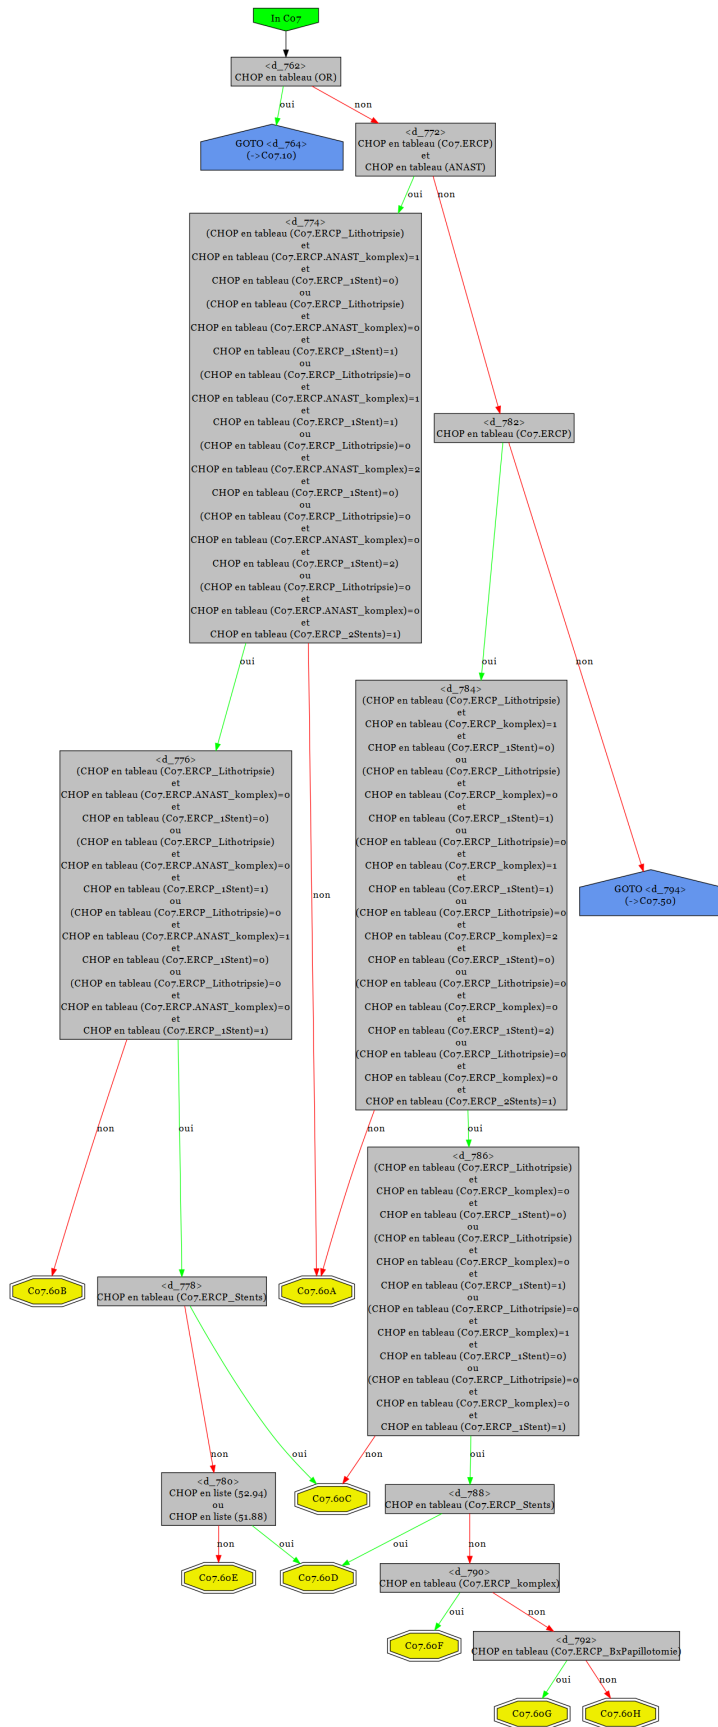 In C07
<d_762>
CHOP en tableau (OR)
oui
non
GOTO <d_764>
(->C07.10)
<d_772>
CHOP en tableau (C07.ERCP)
et
CHOP en tableau (ANAST)
oui
non
<d_774>
(CHOP en tableau (C07.ERCP_Lithotripsie)
et
CHOP en tableau (C07.ERCP.ANAST_komplex)=1
et
CHOP en tableau (C07.ERCP_1Stent)=0)
ou
(CHOP en tableau (C07.ERCP_Lithotripsie)
et
CHOP en tableau (C07.ERCP.ANAST_komplex)=0
et
CHOP en tableau (C07.ERCP_1Stent)=1)
ou
(CHOP en tableau (C07.ERCP_Lithotripsie)=0
et
CHOP en tableau (C07.ERCP.ANAST_komplex)=1
et
CHOP en tableau (C07.ERCP_1Stent)=1)
ou
(CHOP en tableau (C07.ERCP_Lithotripsie)=0
et
CHOP en tableau (C07.ERCP.ANAST_komplex)=2
et
CHOP en tableau (C07.ERCP_1Stent)=0)
ou
(CHOP en tableau (C07.ERCP_Lithotripsie)=0
et
CHOP en tableau (C07.ERCP.ANAST_komplex)=0
et
CHOP en tableau (C07.ERCP_1Stent)=2)
ou
(CHOP en tableau (C07.ERCP_Lithotripsie)=0
et
CHOP en tableau (C07.ERCP.ANAST_komplex)=0
et
CHOP en tableau (C07.ERCP_2Stents)=1)
<d_782>
CHOP en tableau (C07.ERCP)
oui
non
oui
non
<d_784>
(CHOP en tableau (C07.ERCP_Lithotripsie)
et
CHOP en tableau (C07.ERCP_komplex)=1
et
CHOP en tableau (C07.ERCP_1Stent)=0)
ou
(CHOP en tableau (C07.ERCP_Lithotripsie)
et
CHOP en tableau (C07.ERCP_komplex)=0
et
CHOP en tableau (C07.ERCP_1Stent)=1)
ou
(CHOP en tableau (C07.ERCP_Lithotripsie)=0
et
CHOP en tableau (C07.ERCP_komplex)=1
et
CHOP en tableau (C07.ERCP_1Stent)=1)
ou
(CHOP en tableau (C07.ERCP_Lithotripsie)=0
et
CHOP en tableau (C07.ERCP_komplex)=2
et
CHOP en tableau (C07.ERCP_1Stent)=0)
ou
(CHOP en tableau (C07.ERCP_Lithotripsie)=0
et
CHOP en tableau (C07.ERCP_komplex)=0
et
CHOP en tableau (C07.ERCP_1Stent)=2)
ou
(CHOP en tableau (C07.ERCP_Lithotripsie)=0
et
CHOP en tableau (C07.ERCP_komplex)=0
et
CHOP en tableau (C07.ERCP_2Stents)=1)
<d_776>
(CHOP en tableau (C07.ERCP_Lithotripsie)
et
CHOP en tableau (C07.ERCP.ANAST_komplex)=0
et
CHOP en tableau (C07.ERCP_1Stent)=0)
ou
(CHOP en tableau (C07.ERCP_Lithotripsie)
et
CHOP en tableau (C07.ERCP.ANAST_komplex)=0
et
CHOP en tableau (C07.ERCP_1Stent)=1)
ou
(CHOP en tableau (C07.ERCP_Lithotripsie)=0
et
CHOP en tableau (C07.ERCP.ANAST_komplex)=1
et
CHOP en tableau (C07.ERCP_1Stent)=0)
ou
(CHOP en tableau (C07.ERCP_Lithotripsie)=0
et
CHOP en tableau (C07.ERCP.ANAST_komplex)=0
et
CHOP en tableau (C07.ERCP_1Stent)=1)
GOTO <d_794>
(->C07.50)
non
non
oui
non
oui
<d_786>
(CHOP en tableau (C07.ERCP_Lithotripsie)
et
CHOP en tableau (C07.ERCP_komplex)=0
et
CHOP en tableau (C07.ERCP_1Stent)=0)
ou
(CHOP en tableau (C07.ERCP_Lithotripsie)
et
CHOP en tableau (C07.ERCP_komplex)=0
et
CHOP en tableau (C07.ERCP_1Stent)=1)
ou
(CHOP en tableau (C07.ERCP_Lithotripsie)=0
et
CHOP en tableau (C07.ERCP_komplex)=1
et
CHOP en tableau (C07.ERCP_1Stent)=0)
ou
(CHOP en tableau (C07.ERCP_Lithotripsie)=0
et
CHOP en tableau (C07.ERCP_komplex)=0
et
CHOP en tableau (C07.ERCP_1Stent)=1)
C07.60B
<d_778>
CHOP en tableau (C07.ERCP_Stents)
C07.60A
non
oui
non
oui
<d_780>
CHOP en liste (52.94)
ou
CHOP en liste (51.88)
C07.60C
<d_788>
CHOP en tableau (C07.ERCP_Stents)
non
oui
oui
non
C07.60E
C07.60D
<d_790>
CHOP en tableau (C07.ERCP_komplex)
oui
non
C07.60F
<d_792>
CHOP en tableau (C07.ERCP_BxPapillotomie)
oui
non
C07.60G
C07.60H